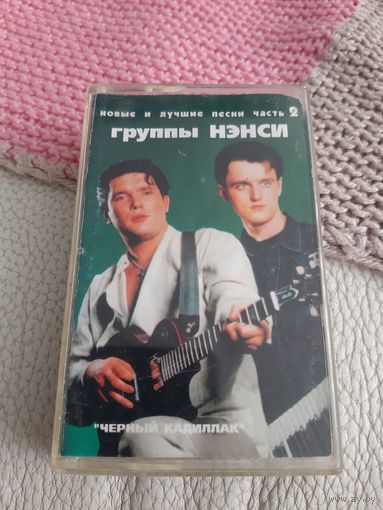 новые и лучшие песни часть 2
группы НЭНСИ
"ЧЕРНЫЙ КАДИЛЛАК"